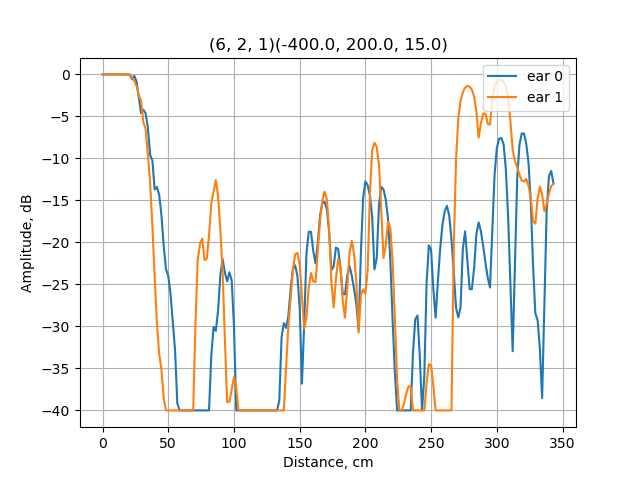 (6, 2, 1)(-400.0, 200.0, 15.0)
ear 0
ear 1
0
−5
−10
−15
−20
−25
−30
−35
−40
Amplitude, dB
0 50 100 150 200 250 300 350
Distance, cm